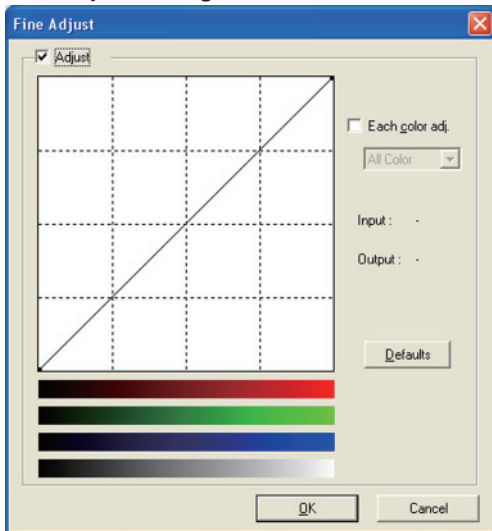 Fine Adjust
Adjust
Each color adj.
All Color
Input : -
Output : -
Defaults
OK
Cancel